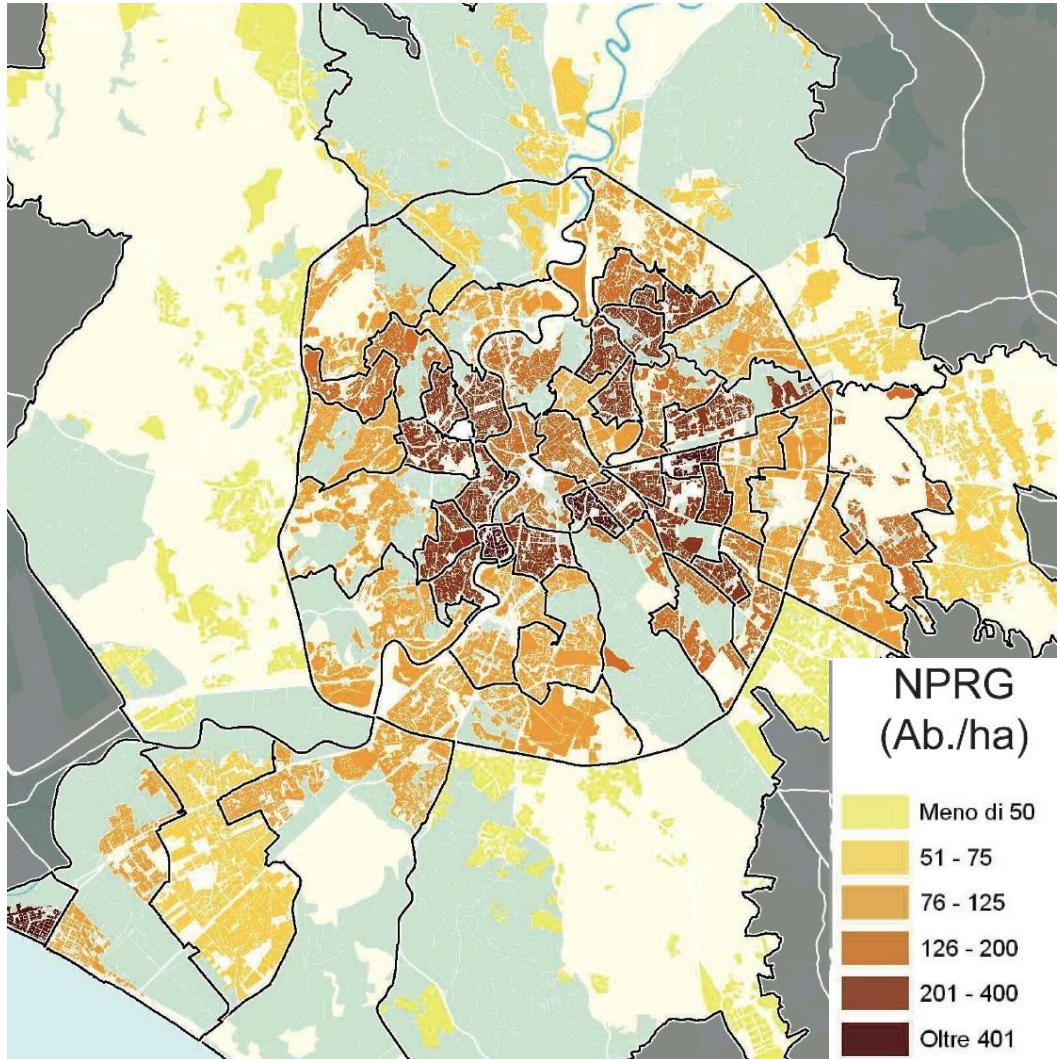 NPRG
(Ab./ha)
Meno di 50
51 - 75
76 - 125
126 - 200
201 - 400
Oltre 401